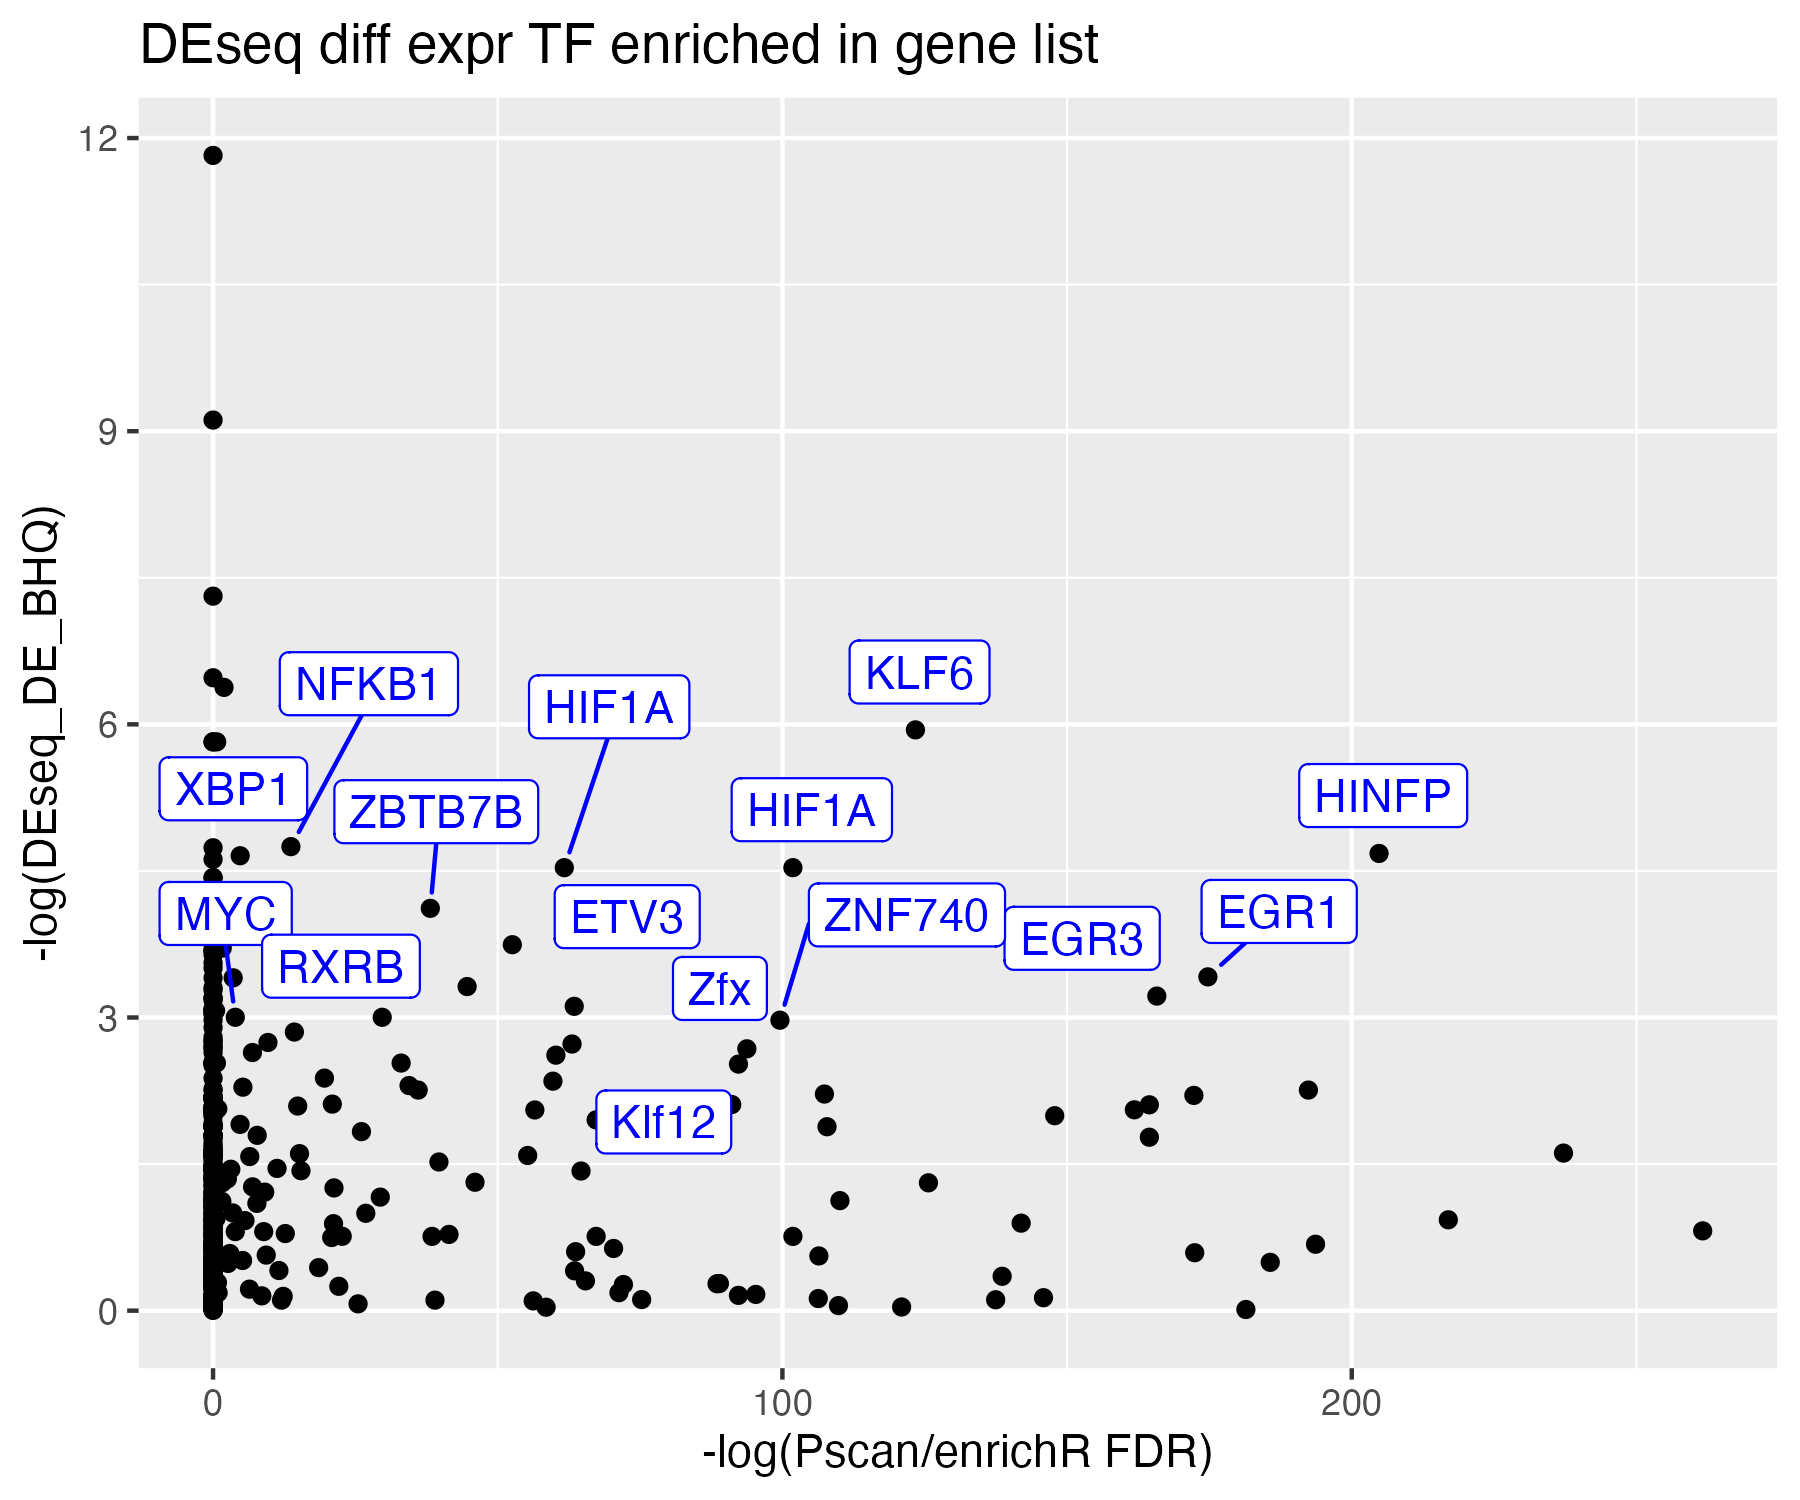 DEseq diff expr TF enriched in gene list
-log(DEseq_DE_BHQ)
12
9
6
3
0
NFKB1
HIF1A
KLF6
XBP1
ZBTB7B
HIF1A
HINFP
MYC
RXRB
ETV3
ZNF740
EGR3
EGR1
Zfx
Klf12
0
100
200
-log(Pscan/enrichR FDR)